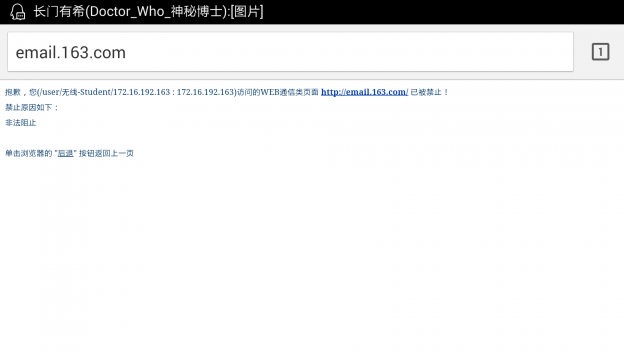 长门有希(Doctor_Who_神秘博士):[图片]
email.163.com
1
抱歉，您(/user/无线-Student/172.16.192.163 : 172.16.192.163)访问的WEB通信类页面 http://email.163.com/ 已被禁止！
禁止原因如下：
非法阻止
单击浏览器的 "后退" 按钮返回上一页